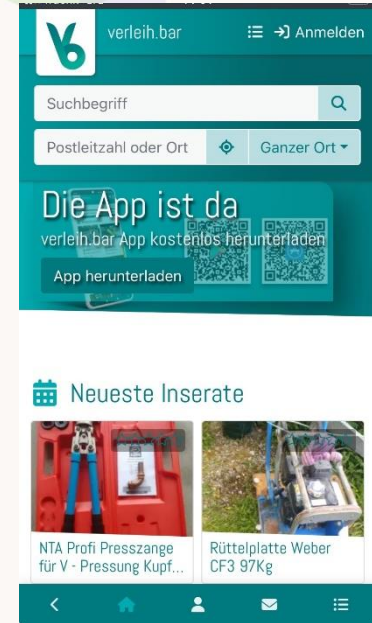 verleih.bar
Anmelden
Suchbegriff
Postleitzahl oder Ort
Ganzer Ort
Die App ist da
verleih.bar App kostenlos herunterladen
App herunterladen
Neueste Inserate
NTA Profi Presszange
für V - Pressung Kupf...
Rüttelplatte Weber
CF3 97Kg